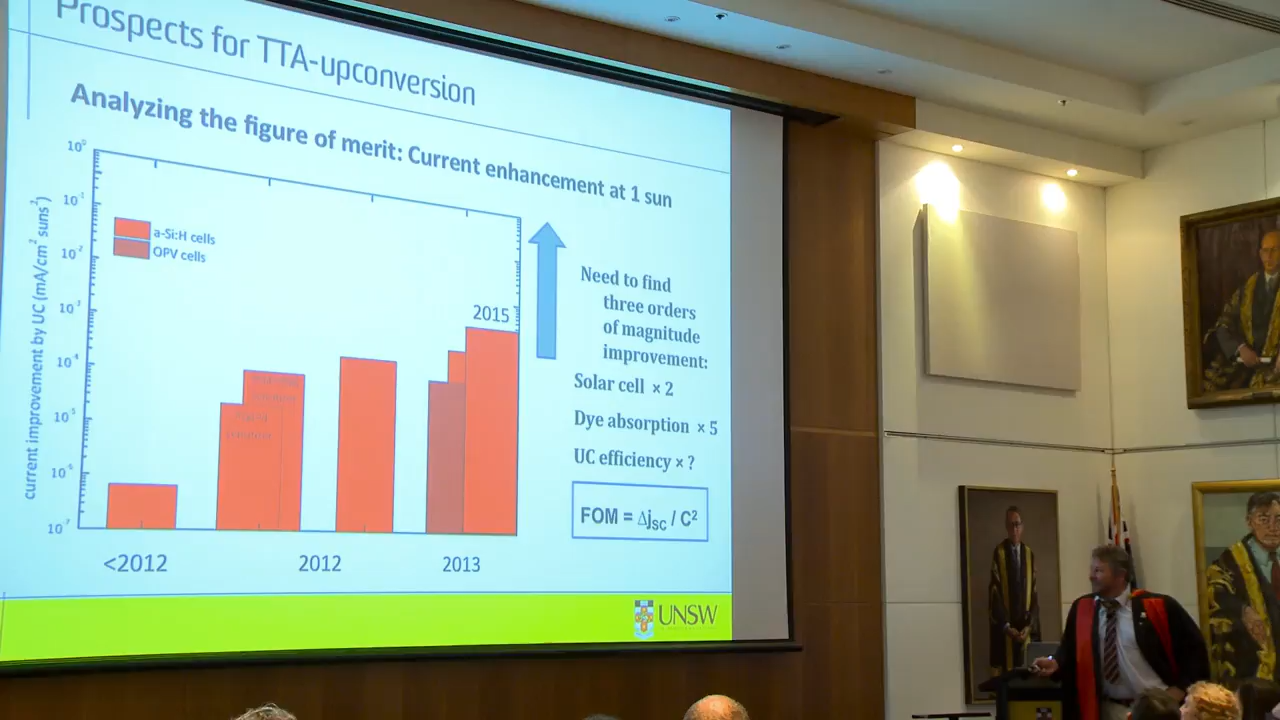 Prospects for TTA-upconversion
Analyzing the figure of merit: Current enhancement at 1 sun
current improvement by UC (mA/cm² suns²)
10⁰
10⁻¹
10⁻²
10⁻³
10⁻⁴
10⁻⁵
10⁻⁶
10⁻⁷
a-Si:H cells
OPV cells
2015
<2012
2012
2013
Need to find
three orders
of magnitude
improvement:
Solar cell × 2
Dye absorption × 5
UC efficiency × ?
FOM = Δjsc / C²
UNSW